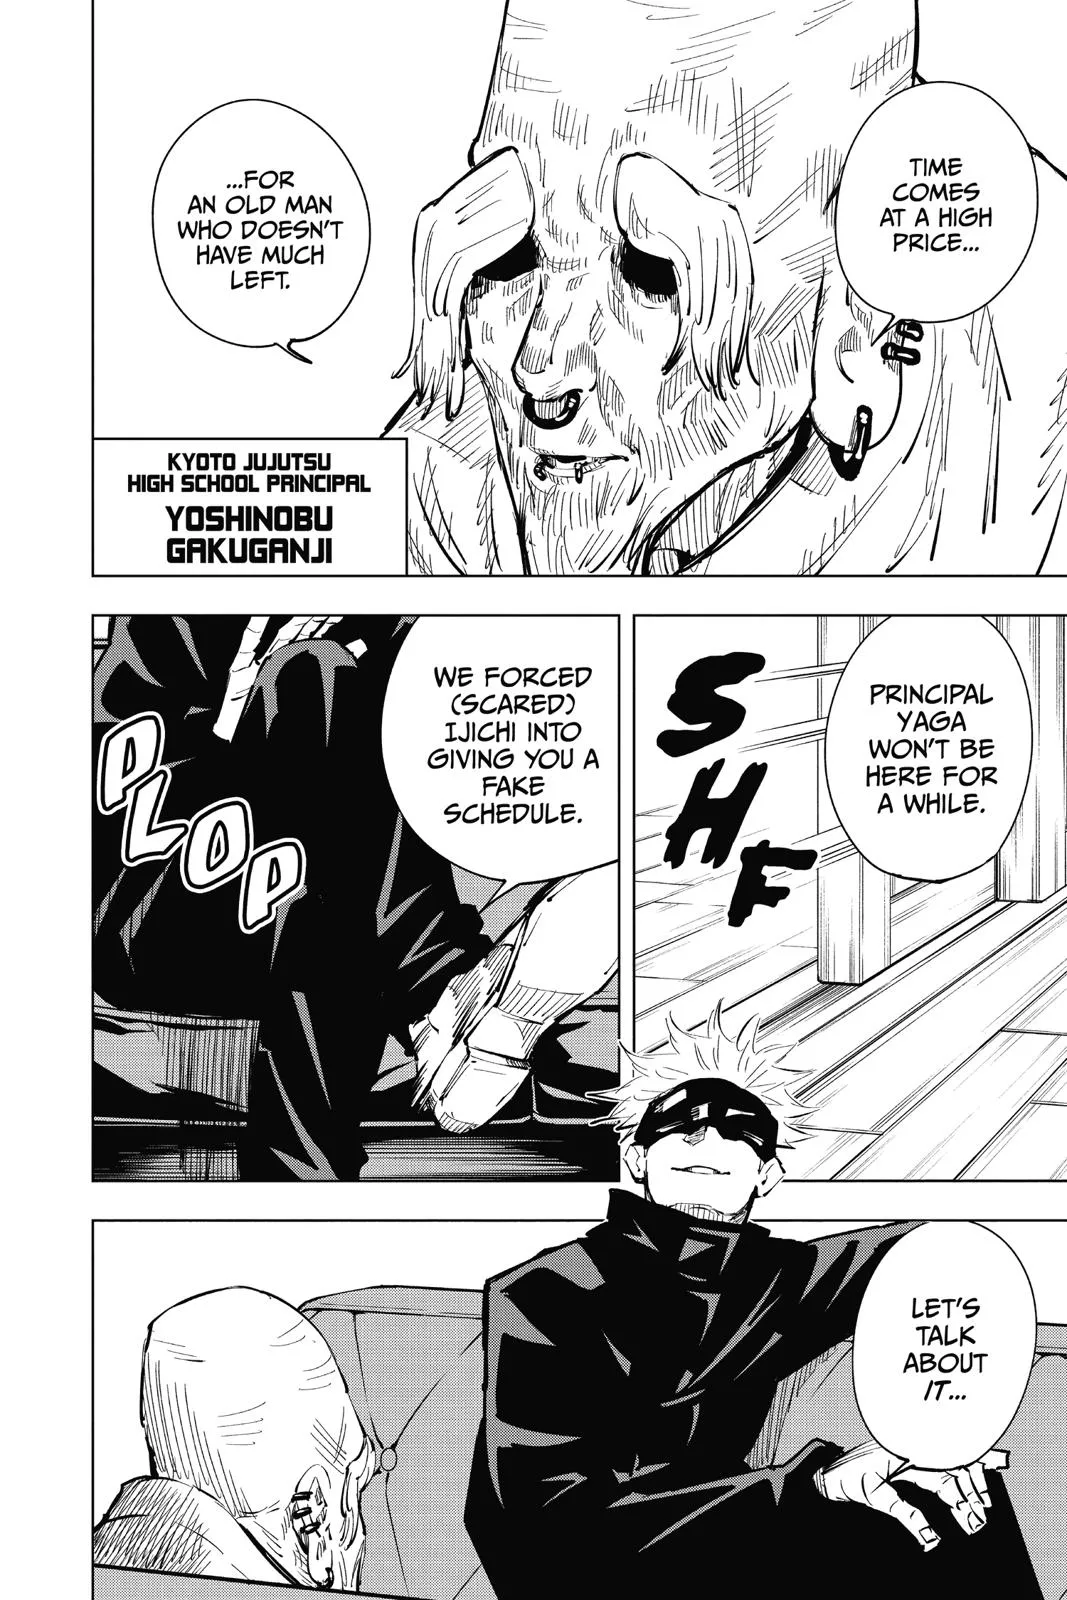 TIME
COMES
AT A HIGH
PRICE...
...FOR
AN OLD MAN
WHO DOESN'T
HAVE MUCH
LEFT.
KYOTO JUJUTSU
HIGH SCHOOL PRINCIPAL
YOSHINOBU
GAKUGANJI
PRINCIPAL
YAGA
WON'T BE
HERE FOR
A WHILE.
SHF
WE FORCED
(SCARED)
IJICHI INTO
GIVING YOU A
FAKE
SCHEDULE.
PLOP
LET'S
TALK
ABOUT
IT...